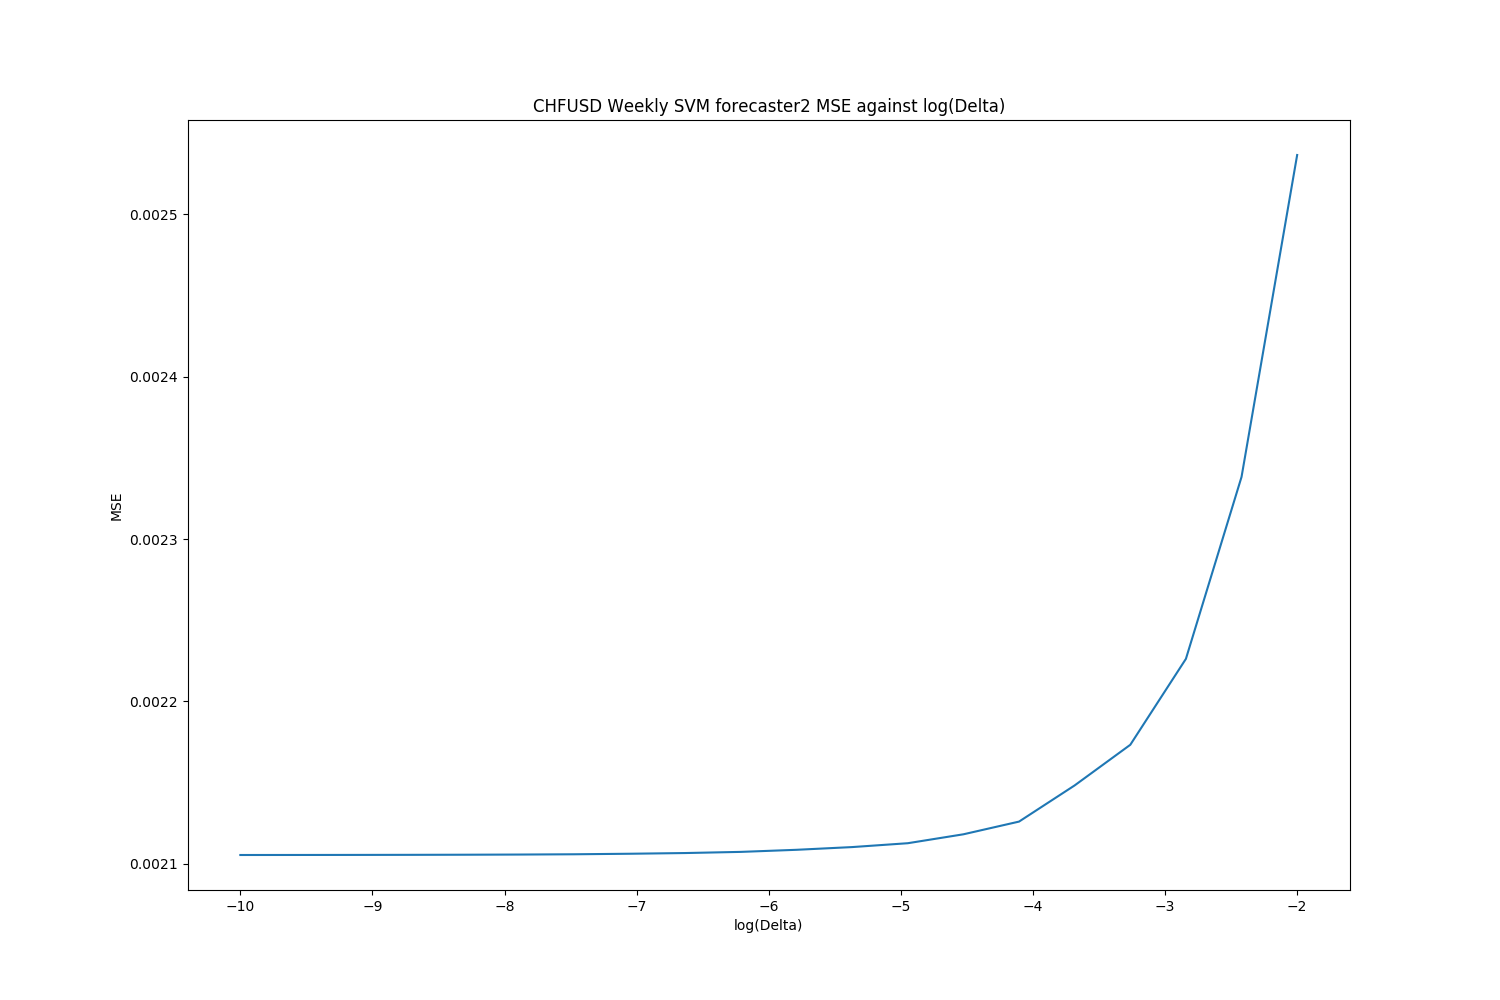 CHFUSD Weekly SVM forecaster2 MSE against log(Delta)
0.0025
0.0024
0.0023
0.0022
0.0021
MSE
−10 −9 −8 −7 −6 −5 −4 −3 −2
log(Delta)